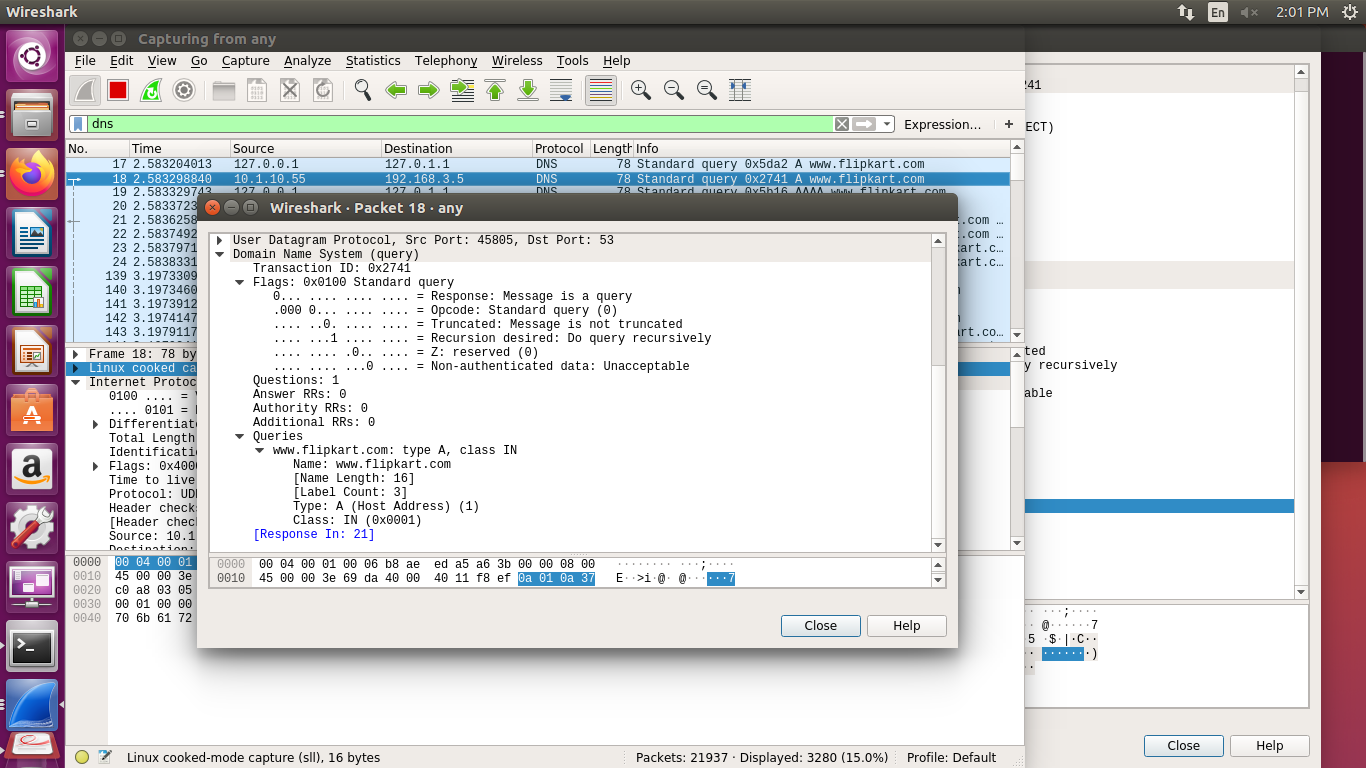 Wireshark
En
2:01 PM
Capturing from any
File Edit View Go Capture Analyze Statistics Telephony Wireless Tools Help
dns
Expression… +
No. Time Source Destination Protocol Length Info
17 2.583204013 127.0.0.1 127.0.1.1 DNS 78 Standard query 0x5da2 A www.flipkart.com
18 2.583298840 10.1.10.55 192.168.3.5 DNS 78 Standard query 0x2741 A www.flipkart.com
19 2.583329743 127.0.0.1 127.0.1.1 DNS 78 Standard query 0x5b16 AAAA www.flipkart.com
20 2.5833723
21 2.5836258 t.com …
22 2.5837492 t.com …
23 2.5837971 kart.c…
24 2.5838331 kart.c…
139 3.1973309
140 3.1973460
141 3.1973912
142 3.1974147
143 3.1979117 art.co…
Frame 18: 78 by
Linux cooked ca
Internet Protoc
0100 .... =
.... 0101 =
Differentiate
Total Length
Identificatio
Flags: 0x4000
Time to live
Protocol: UDP
Header check
[Header chec
Source: 10.1
Destination:
0000 00 04 00 01
0010 45 00 00 3e
0020 c0 a8 03 05
0030 00 01 00 00
0040 70 6b 61 72
Wireshark · Packet 18 · any
User Datagram Protocol, Src Port: 45805, Dst Port: 53
Domain Name System (query)
Transaction ID: 0x2741
Flags: 0x0100 Standard query
0... .... .... .... = Response: Message is a query
.000 0... .... .... = Opcode: Standard query (0)
.... ..0. .... .... = Truncated: Message is not truncated
.... ...1 .... .... = Recursion desired: Do query recursively
.... .... .0.. .... = Z: reserved (0)
.... .... ...0 .... = Non-authenticated data: Unacceptable
Questions: 1
Answer RRs: 0
Authority RRs: 0
Additional RRs: 0
Queries
www.flipkart.com: type A, class IN
Name: www.flipkart.com
[Name Length: 16]
[Label Count: 3]
Type: A (Host Address) (1)
Class: IN (0x0001)
[Response In: 21]
0000 00 04 00 01 00 06 b8 ae ed a5 a6 3b 00 00 08 00 ········ ···;····
0010 45 00 00 3e 69 da 40 00 40 11 f8 ef 0a 01 0a 37 E··>i·@· @······7
Close Help
41
ECT)
ted
y recursively
able
·· ···;····
· @······7
5 ·$·|·C··
·· ······)
··
Close Help
Linux cooked-mode capture (sll), 16 bytes
Packets: 21937 · Displayed: 3280 (15.0%)
Profile: Default